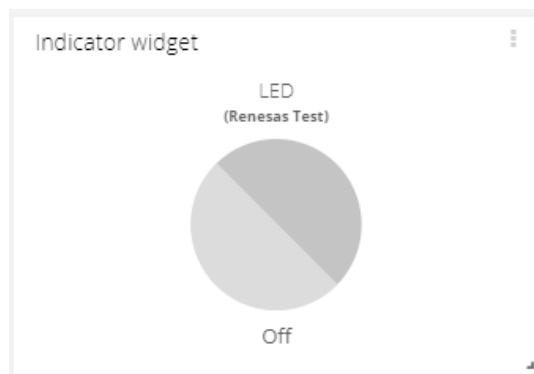 Indicator widget
LED
(Renesas Test)
Off